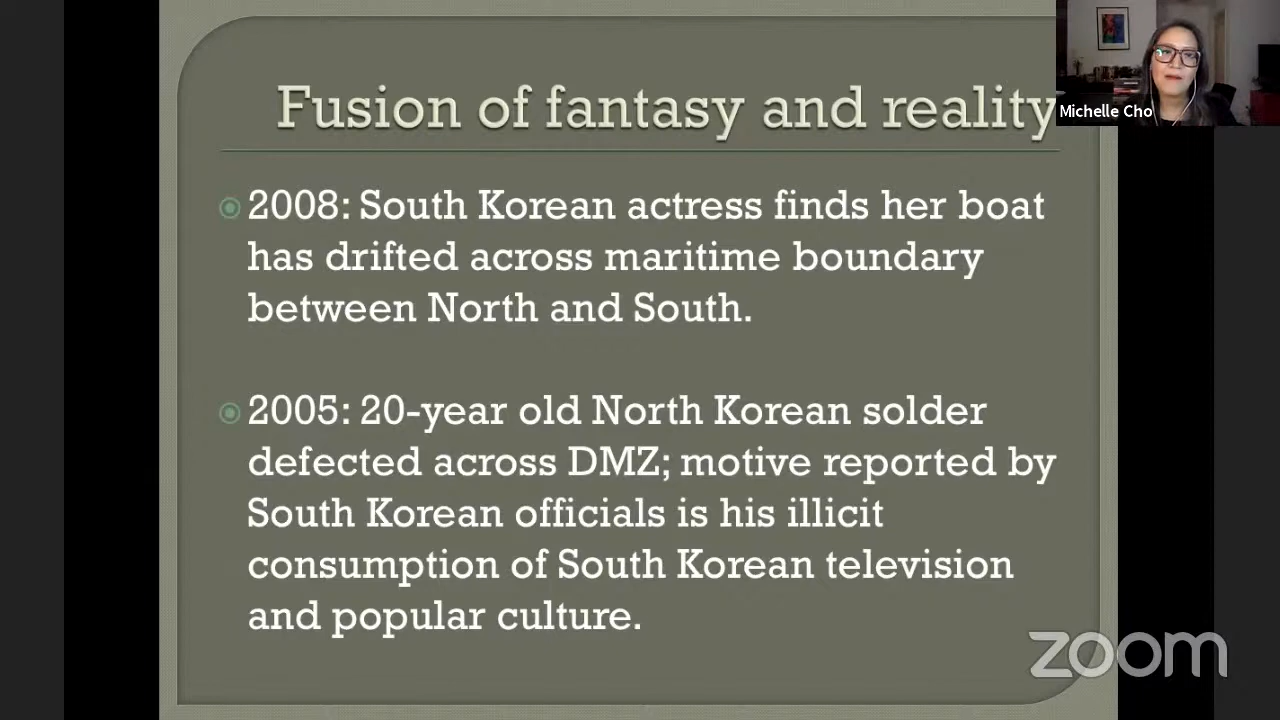 Fusion of fantasy and reality
Michelle Cho
2008: South Korean actress finds her boat
has drifted across maritime boundary
between North and South.
2005: 20-year old North Korean solder
defected across DMZ; motive reported by
South Korean officials is his illicit
consumption of South Korean television
and popular culture.
zoom